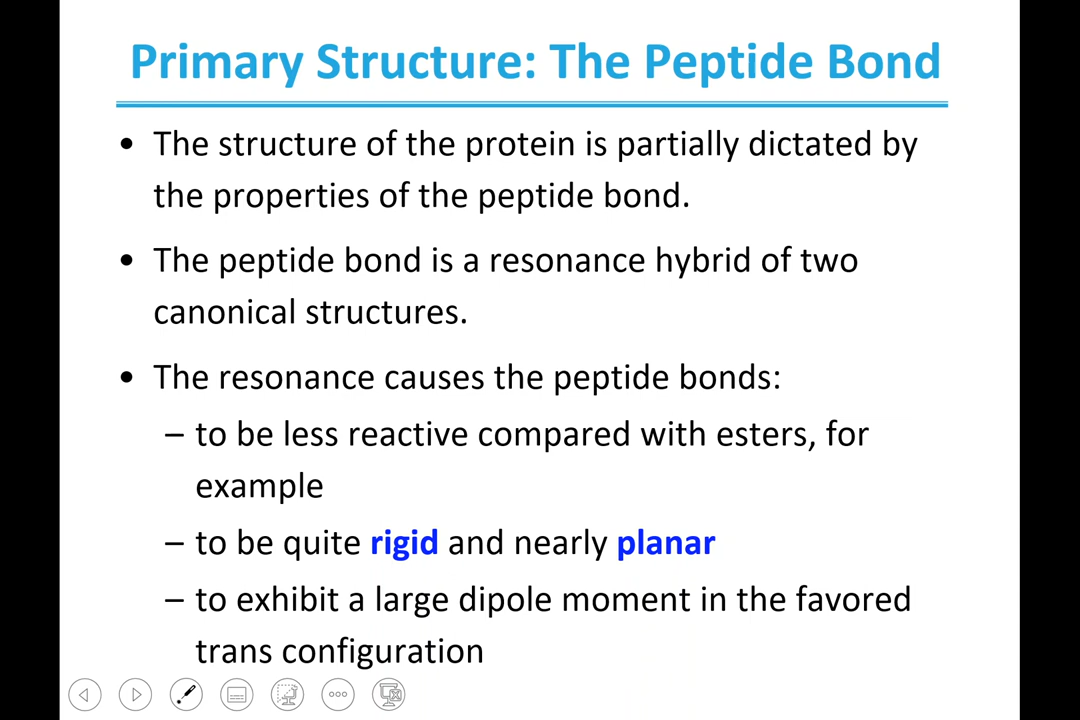 Primary Structure: The Peptide Bond
• The structure of the protein is partially dictated by
the properties of the peptide bond.
• The peptide bond is a resonance hybrid of two
canonical structures.
• The resonance causes the peptide bonds:
– to be less reactive compared with esters, for
example
– to be quite rigid and nearly planar
– to exhibit a large dipole moment in the favored
trans configuration